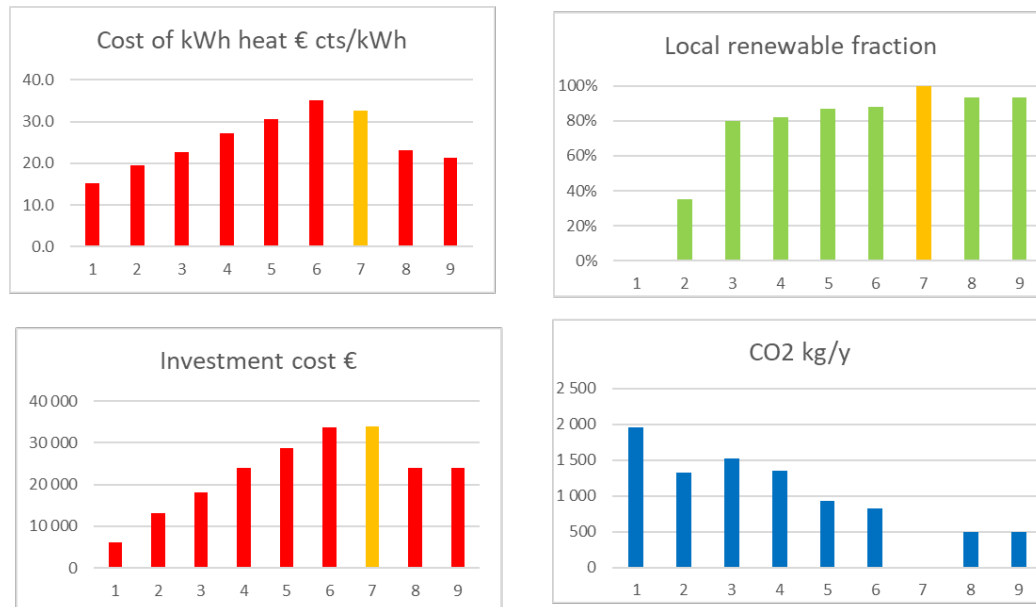 Cost of kWh heat € cts/kWh
40.0
30.0
20.0
10.0
0.0
1 2 3 4 5 6 7 8 9
Local renewable fraction
100%
80%
60%
40%
20%
0%
1 2 3 4 5 6 7 8 9
Investment cost €
40 000
30 000
20 000
10 000
0
1 2 3 4 5 6 7 8 9
CO2 kg/y
2 500
2 000
1 500
1 000
500
0
1 2 3 4 5 6 7 8 9